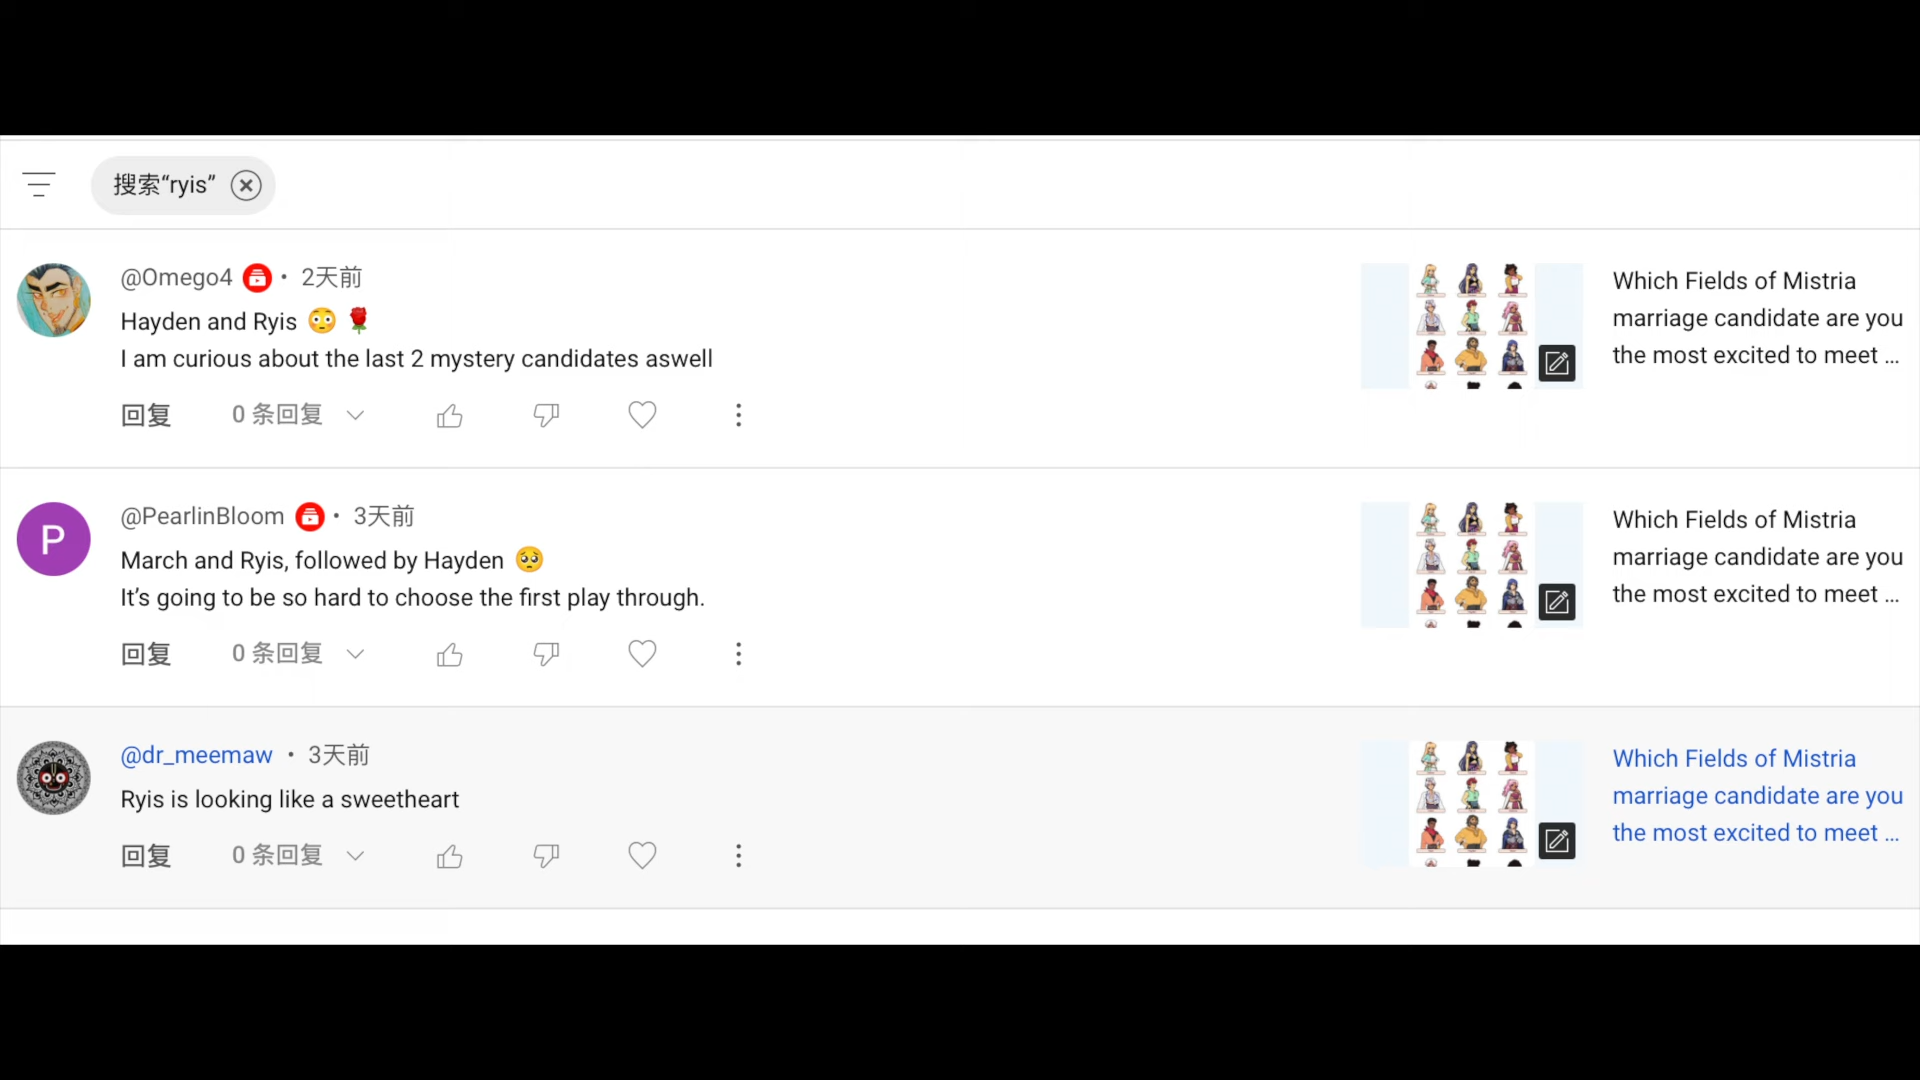 搜索“ryis”
@Omego4 • 2天前
Hayden and Ryis 😳 🌹
I am curious about the last 2 mystery candidates aswell
回复 0 条回复
Which Fields of Mistria
marriage candidate are you
the most excited to meet ...
P
@PearlinBloom • 3天前
March and Ryis, followed by Hayden 🥺
It’s going to be so hard to choose the first play through.
回复 0 条回复
Which Fields of Mistria
marriage candidate are you
the most excited to meet ...
@dr_meemaw • 3天前
Ryis is looking like a sweetheart
回复 0 条回复
Which Fields of Mistria
marriage candidate are you
the most excited to meet ...